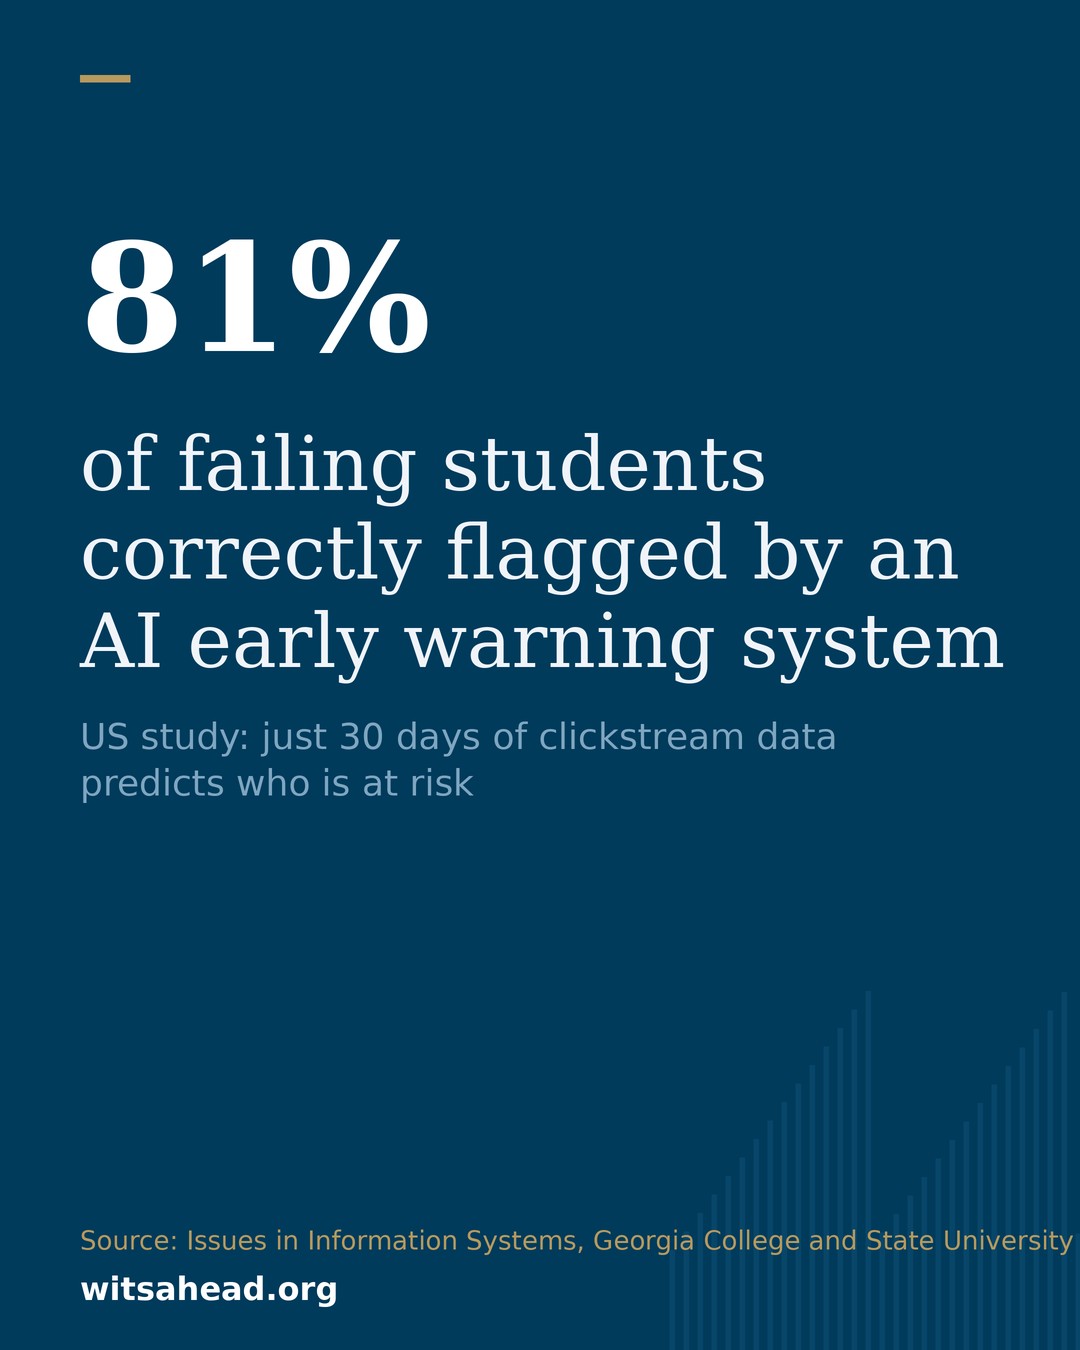 81%
of failing students
correctly flagged by an
AI early warning system
US study: just 30 days of clickstream data
predicts who is at risk
Source: Issues in Information Systems, Georgia College and State University
witsahead.org